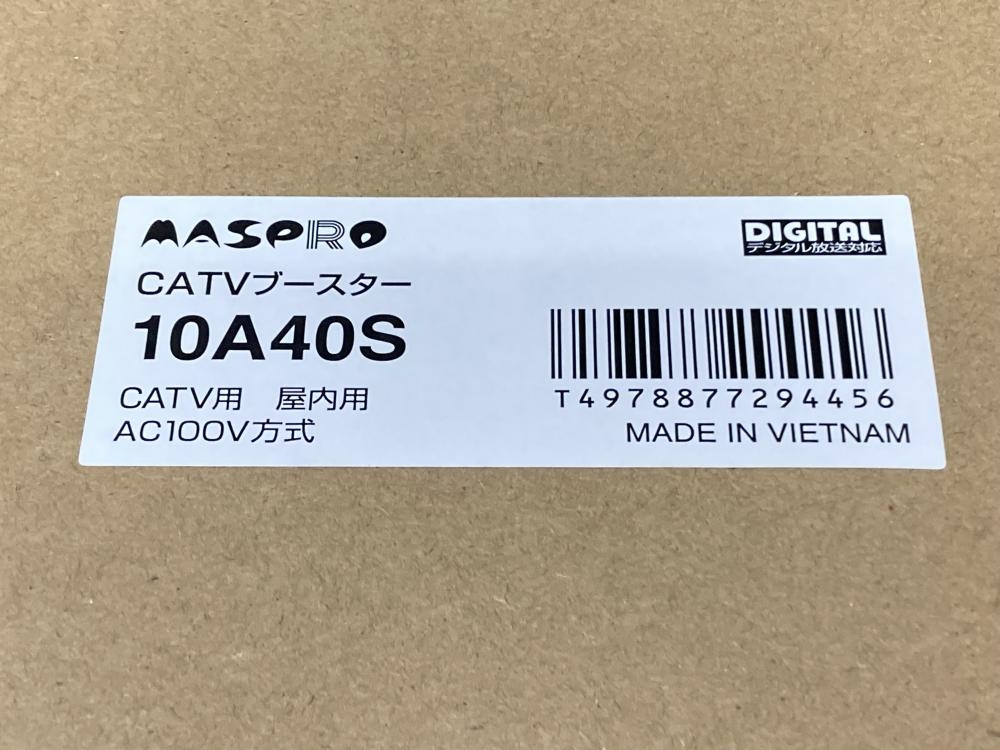 MASPRO
DIGITAL
デジタル放送対応
CATVブースター
10A40S
CATV用 屋内用
AC100V方式
T4978877294456
MADE IN VIETNAM